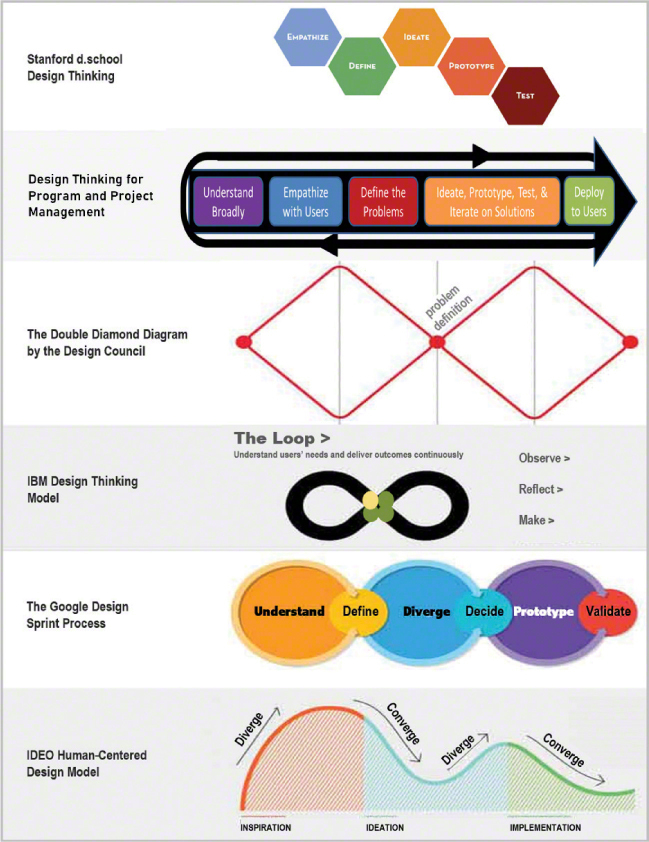 Stanford d.school
Design Thinking
EMPATHIZE
DEFINE
IDEATE
PROTOTYPE
TEST
Design Thinking for
Program and Project
Management
Understand
Broadly
Empathize
with Users
Define the
Problems
Ideate, Prototype, Test, &
Iterate on Solutions
Deploy
to Users
The Double Diamond Diagram
by the Design Council
problem
definition
IBM Design Thinking
Model
The Loop >
Understand users' needs and deliver outcomes continuously
Observe >
Reflect >
Make >
The Google Design
Sprint Process
Understand
Define
Diverge
Decide
Prototype
Validate
IDEO Human-Centered
Design Model
Diverge
Converge
Diverge
Converge
INSPIRATION
IDEATION
IMPLEMENTATION